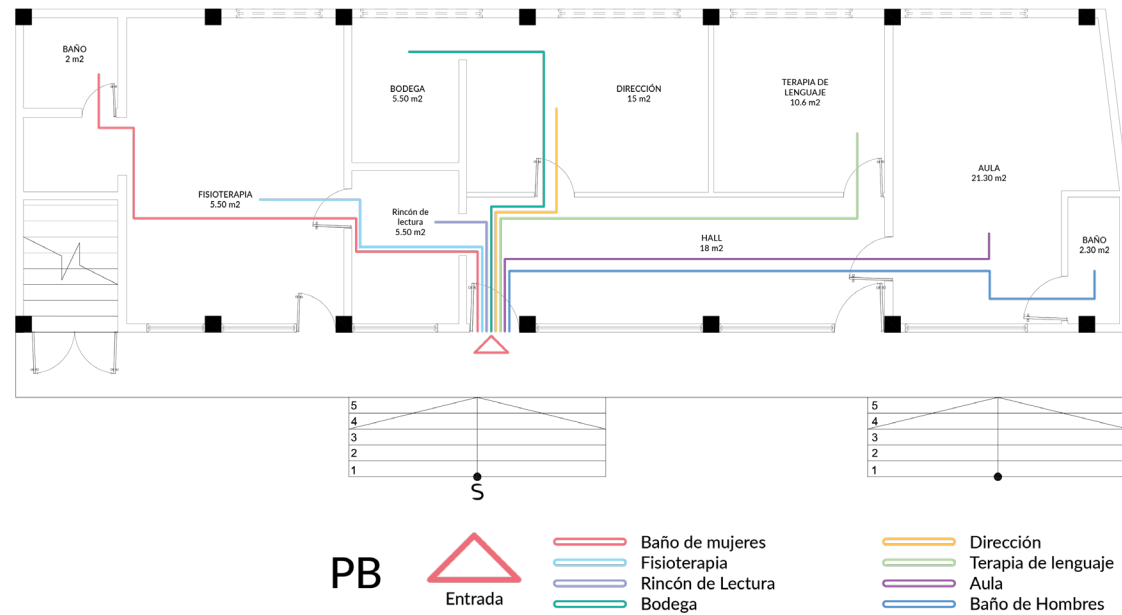 BAÑO
2 m2
BODEGA
5.50 m2
DIRECCIÓN
15 m2
TERAPIA DE
LENGUAJE
10.6 m2
AULA
21.30 m2
FISIOTERAPIA
5.50 m2
Rincón de
lectura
5.50 m2
HALL
18 m2
BAÑO
2.30 m2
5
4
3
2
1
S
5
4
3
2
1
PB
Entrada
Baño de mujeres
Fisioterapia
Rincón de Lectura
Bodega
Dirección
Terapia de lenguaje
Aula
Baño de Hombres